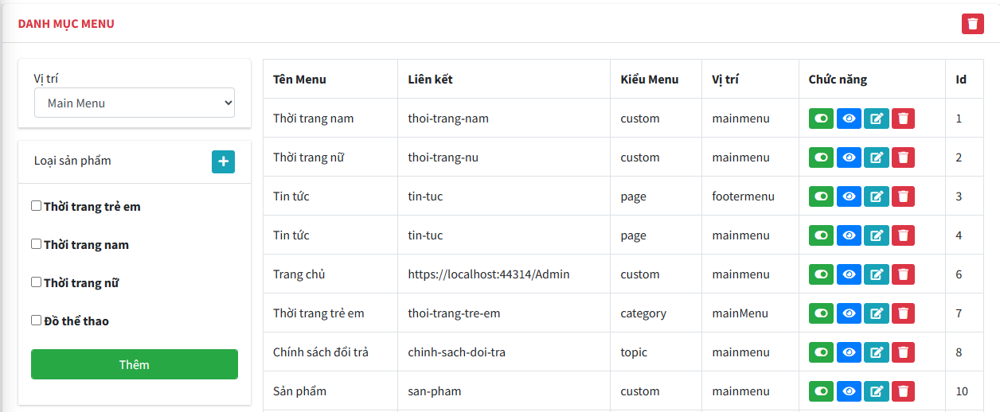 DANH MỤC MENU
Vị trí
Main Menu
Loại sản phẩm
Thời trang trẻ em
Thời trang nam
Thời trang nữ
Đồ thể thao
Thêm
Tên Menu Liên kết Kiểu Menu Vị trí Chức năng Id
Thời trang nam thoi-trang-nam custom mainmenu 1
Thời trang nữ thoi-trang-nu custom mainmenu 2
Tin tức tin-tuc page footermenu 3
Tin tức tin-tuc page mainmenu 4
Trang chủ https://localhost:44314/Admin custom mainmenu 6
Thời trang trẻ em thoi-trang-tre-em category mainMenu 7
Chính sách đổi trả chinh-sach-doi-tra topic mainmenu 8
Sản phẩm san-pham custom mainmenu 10